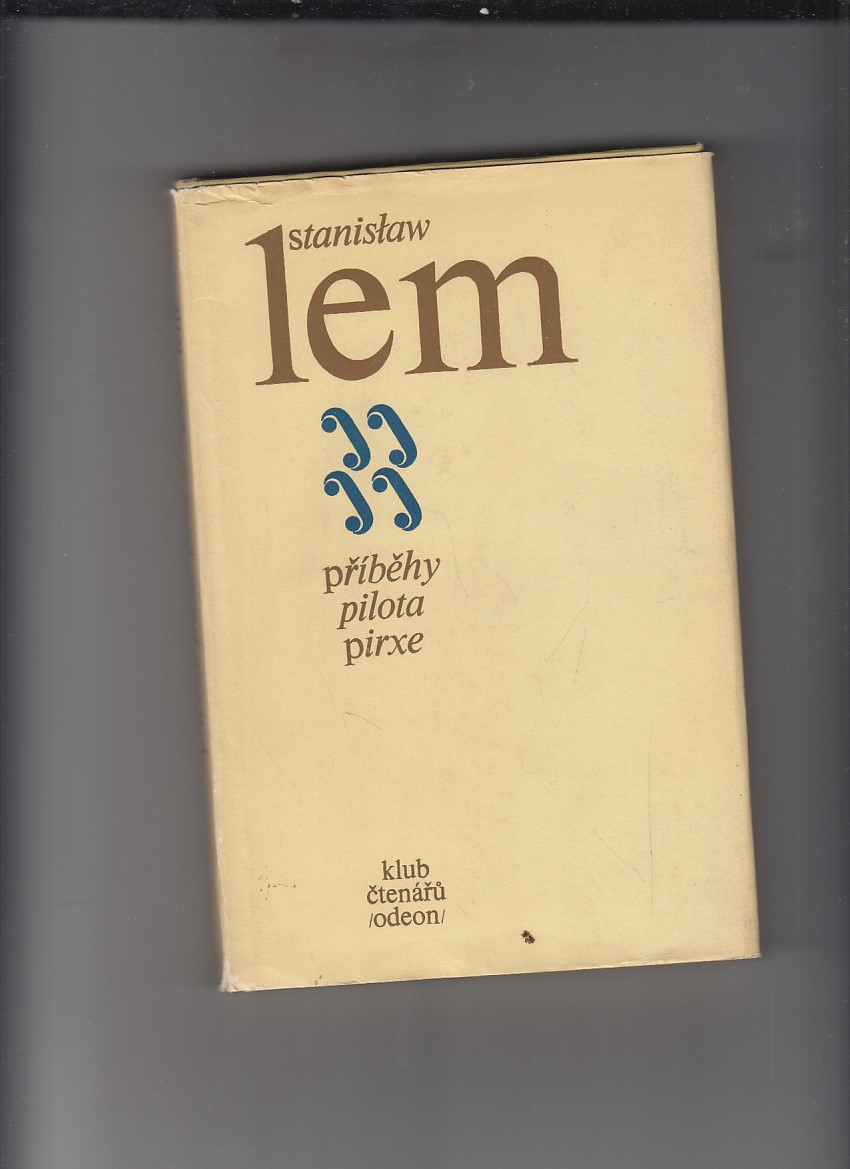 stanisław
lem
příběhy
pilota
pirxe
klub
čtenářů
/odeon/